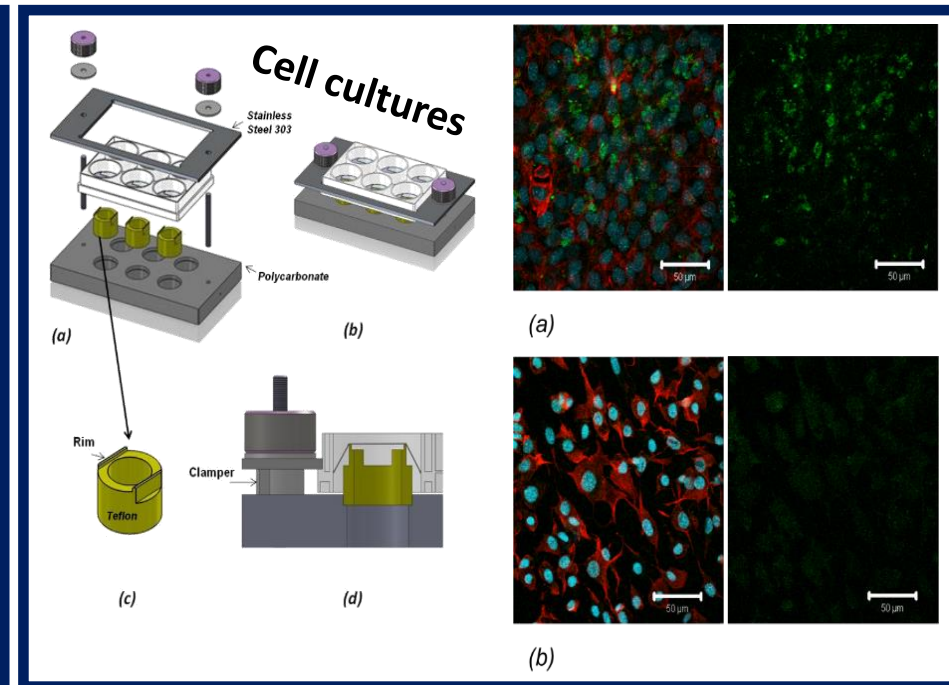 Cell cultures
Stainless
Steel 303
Polycarbonate
(a)
(b)
Rim
Teflon
Clamper
(c)
(d)
50 µm
50 µm
(a)
50 µm
50 µm
(b)